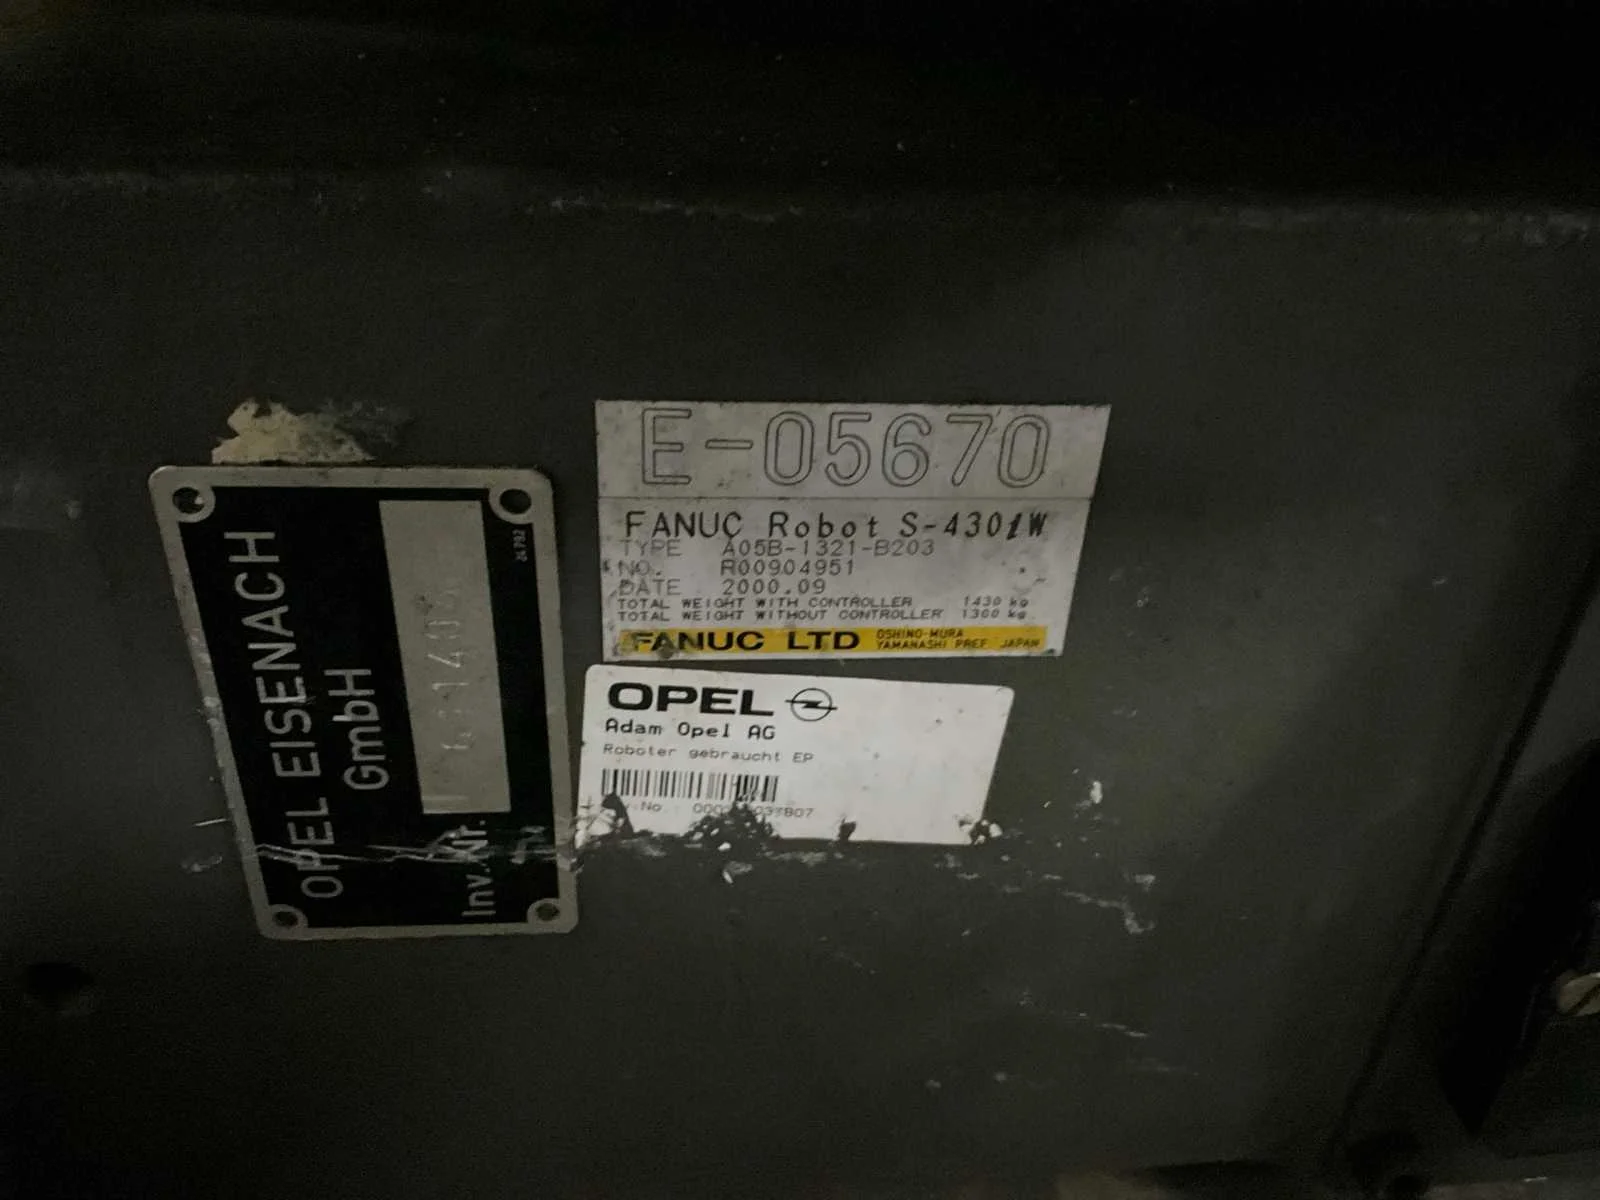 OPEL EISENACH
GmbH
Inv.-Nr.
E-05670
FANUC Robot S-430iW
TYPE A05B-1321-B203
NO. R00904951
DATE 2000.09
TOTAL WEIGHT WITH CONTROLLER 1430 kg
TOTAL WEIGHT WITHOUT CONTROLLER 1300 kg
FANUC LTD OSHINO-MURA
YAMANASHI PREF JAPAN
OPEL
Adam Opel AG
Roboter gebraucht EP
No.: